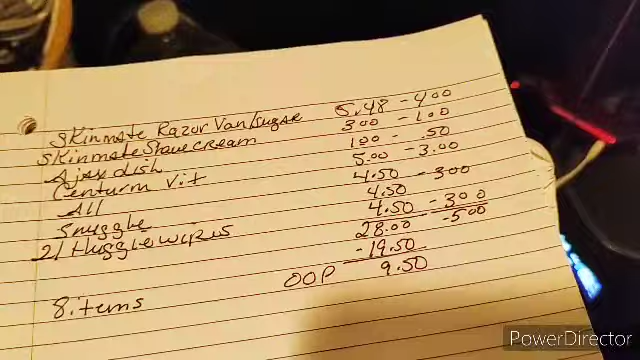 Skinmate Razor Van/Sugar 5.48 - 4.00
Skinmate Shave Cream 3.00 - 1.00
Ajax dish 1.00 - .50
Centurm Vit 5.00 - 3.00
All 4.50 - 3.00
Snuggle 4.50
2/ Huggle wipes 4.50 - 3.00
28.00 - 5.00
- 19.50
OOP 9.50
8 items
PowerDirector